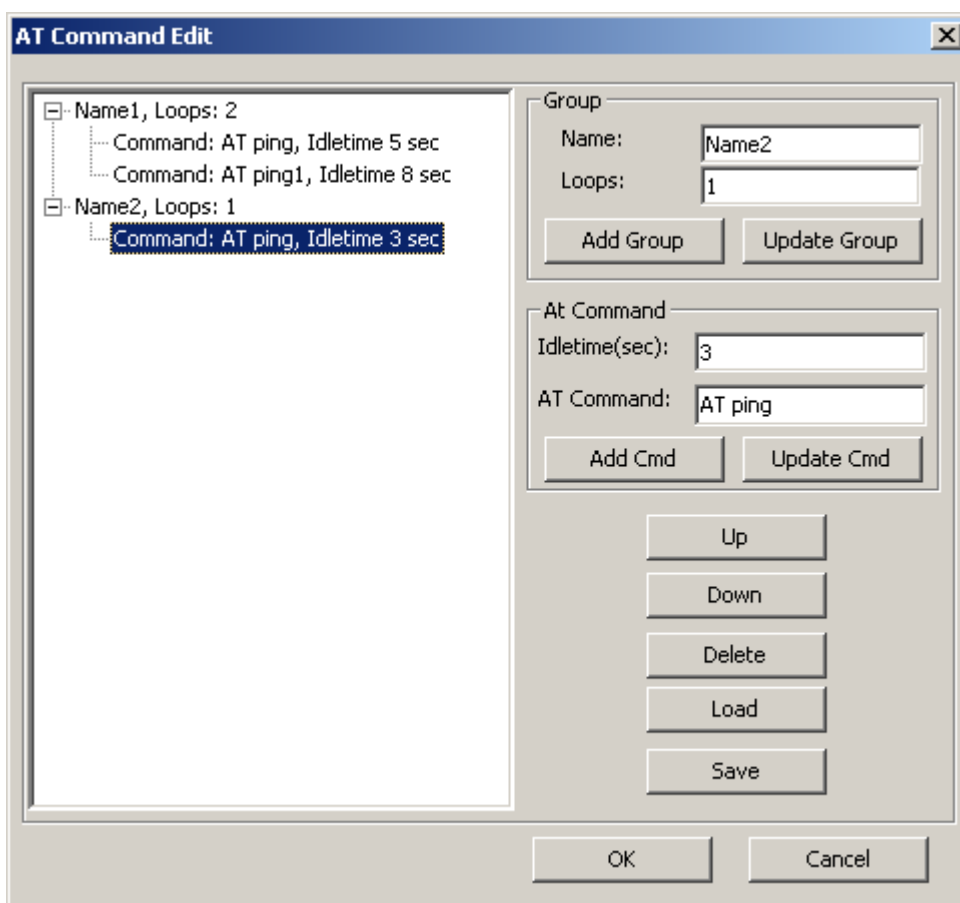 AT Command Edit
Name1, Loops: 2
Command: AT ping, Idletime 5 sec
Command: AT ping1, Idletime 8 sec
Name2, Loops: 1
Command: AT ping, Idletime 3 sec
Group
Name: Name2
Loops: 1
Add Group Update Group
At Command
Idletime(sec): 3
AT Command: AT ping
Add Cmd Update Cmd
Up
Down
Delete
Load
Save
OK Cancel